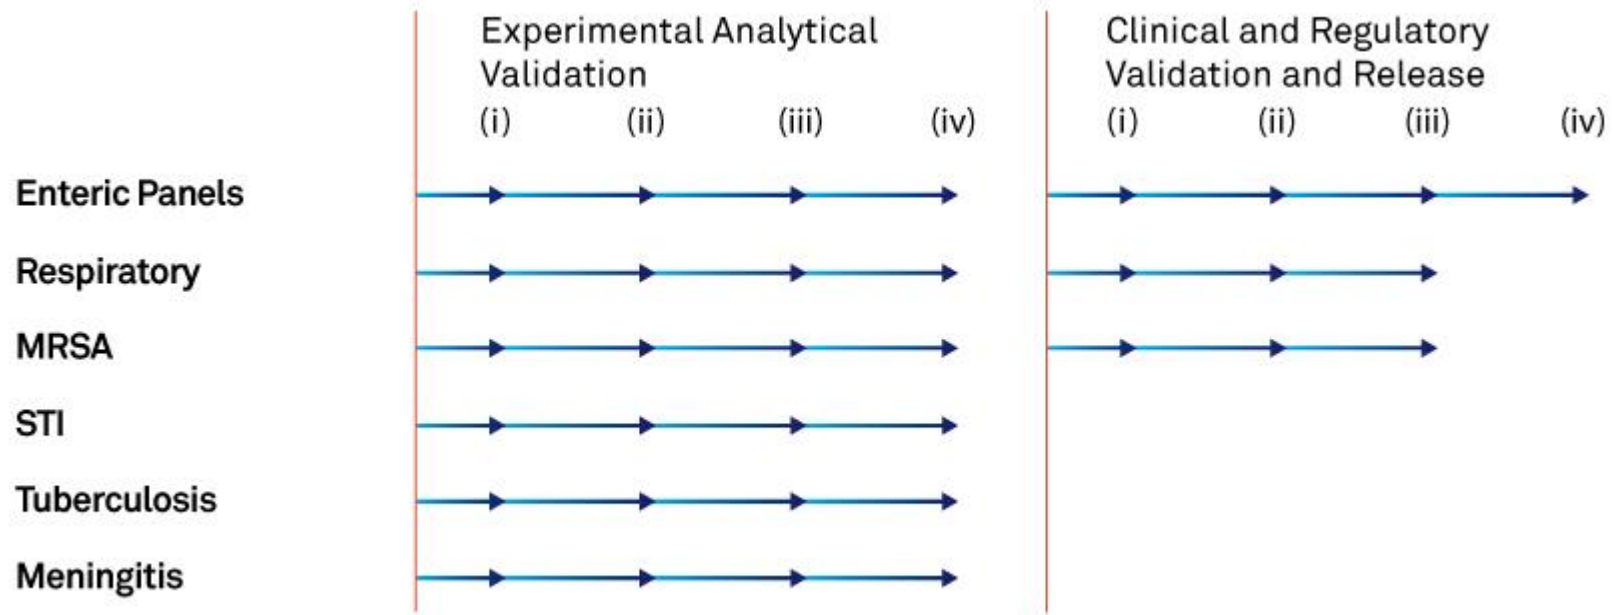 Experimental Analytical
Validation
Clinical and Regulatory
Validation and Release
(i) (ii) (iii) (iv) (i) (ii) (iii) (iv)
Enteric Panels
Respiratory
MRSA
STI
Tuberculosis
Meningitis